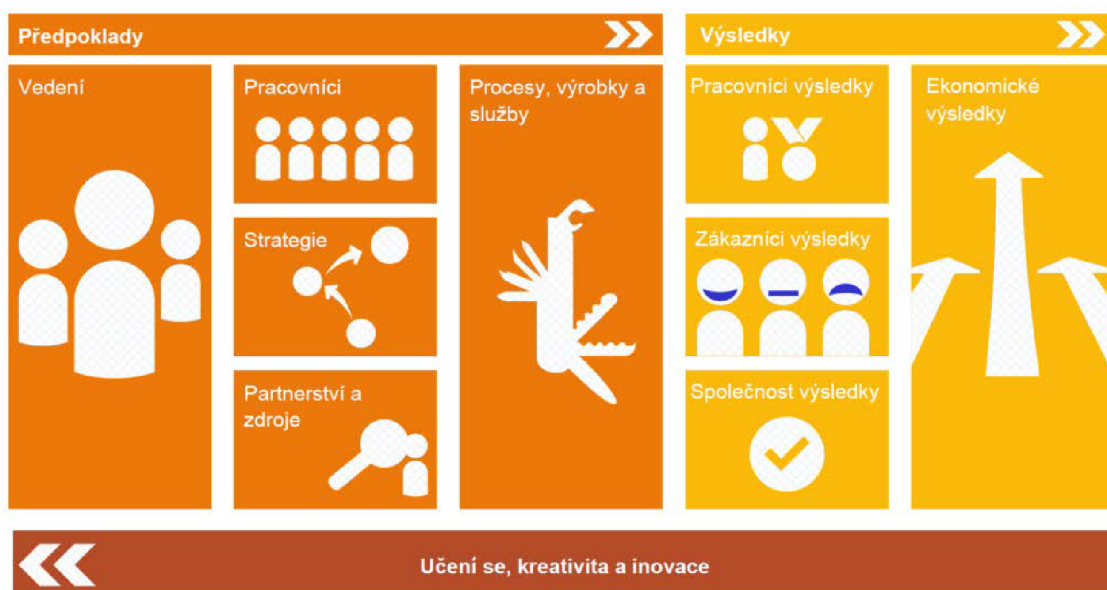 Předpoklady
Výsledky
Vedení
Pracovníci
Procesy, výrobky a
služby
Pracovníci výsledky
Ekonomické
výsledky
Strategie
Zákazníci výsledky
Partnerství a
zdroje
Společnost výsledky
Učení se, kreativita a inovace